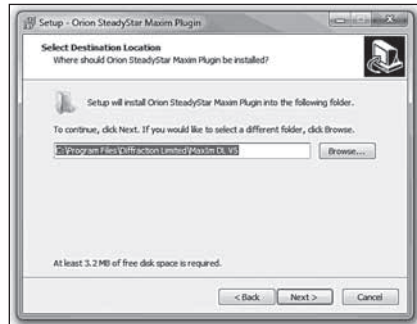 Setup - Orion SteadyStar Maxim Plugin
Select Destination Location
Where should Orion SteadyStar Maxim Plugin be installed?
Setup will install Orion SteadyStar Maxim Plugin into the following folder.
To continue, click Next. If you would like to select a different folder, click Browse.
C:\Program Files\Diffraction Limited\MaxIm DL V5
Browse...
At least 3.2 MB of free disk space is required.
< Back
Next >
Cancel